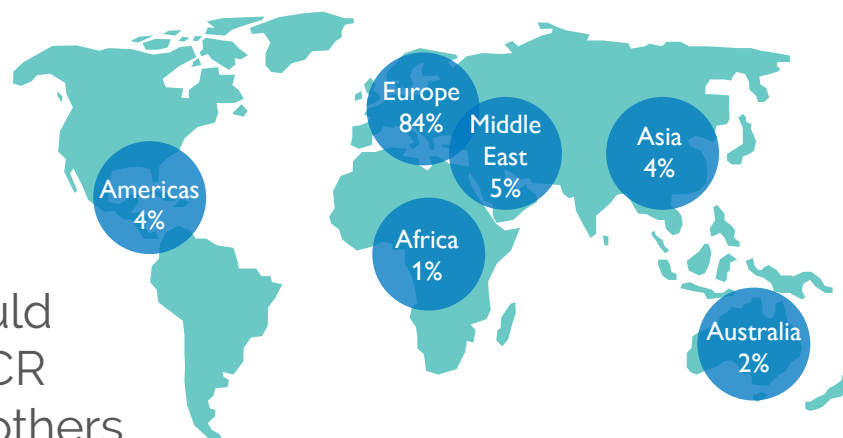 Europe
84%
Middle
East
5%
Asia
4%
Americas
4%
Africa
1%
Australia
2%
uld
CR
others